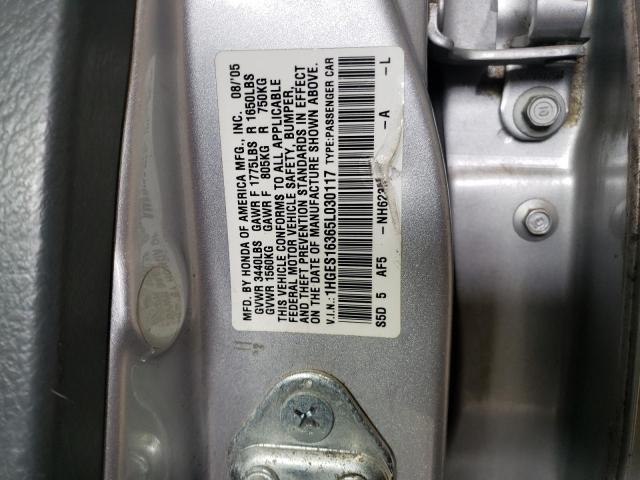 MFD. BY HONDA OF AMERICA MFG., INC. 08/'05
GVWR 3440LBS GAWR F 1775LBS R 1650LBS
GVWR 1560KG GAWR F 805KG R 750KG
THIS VEHICLE CONFORMS TO ALL APPLICABLE
FEDERAL MOTOR VEHICLE SAFETY, BUMPER,
AND THEFT PREVENTION STANDARDS IN EFFECT
ON THE DATE OF MANUFACTURE SHOWN ABOVE.
V.I.N.: 1HGES16365L030117 TYPE:PASSENGER CAR
S5D 5 AF5 -NH623 -A -L